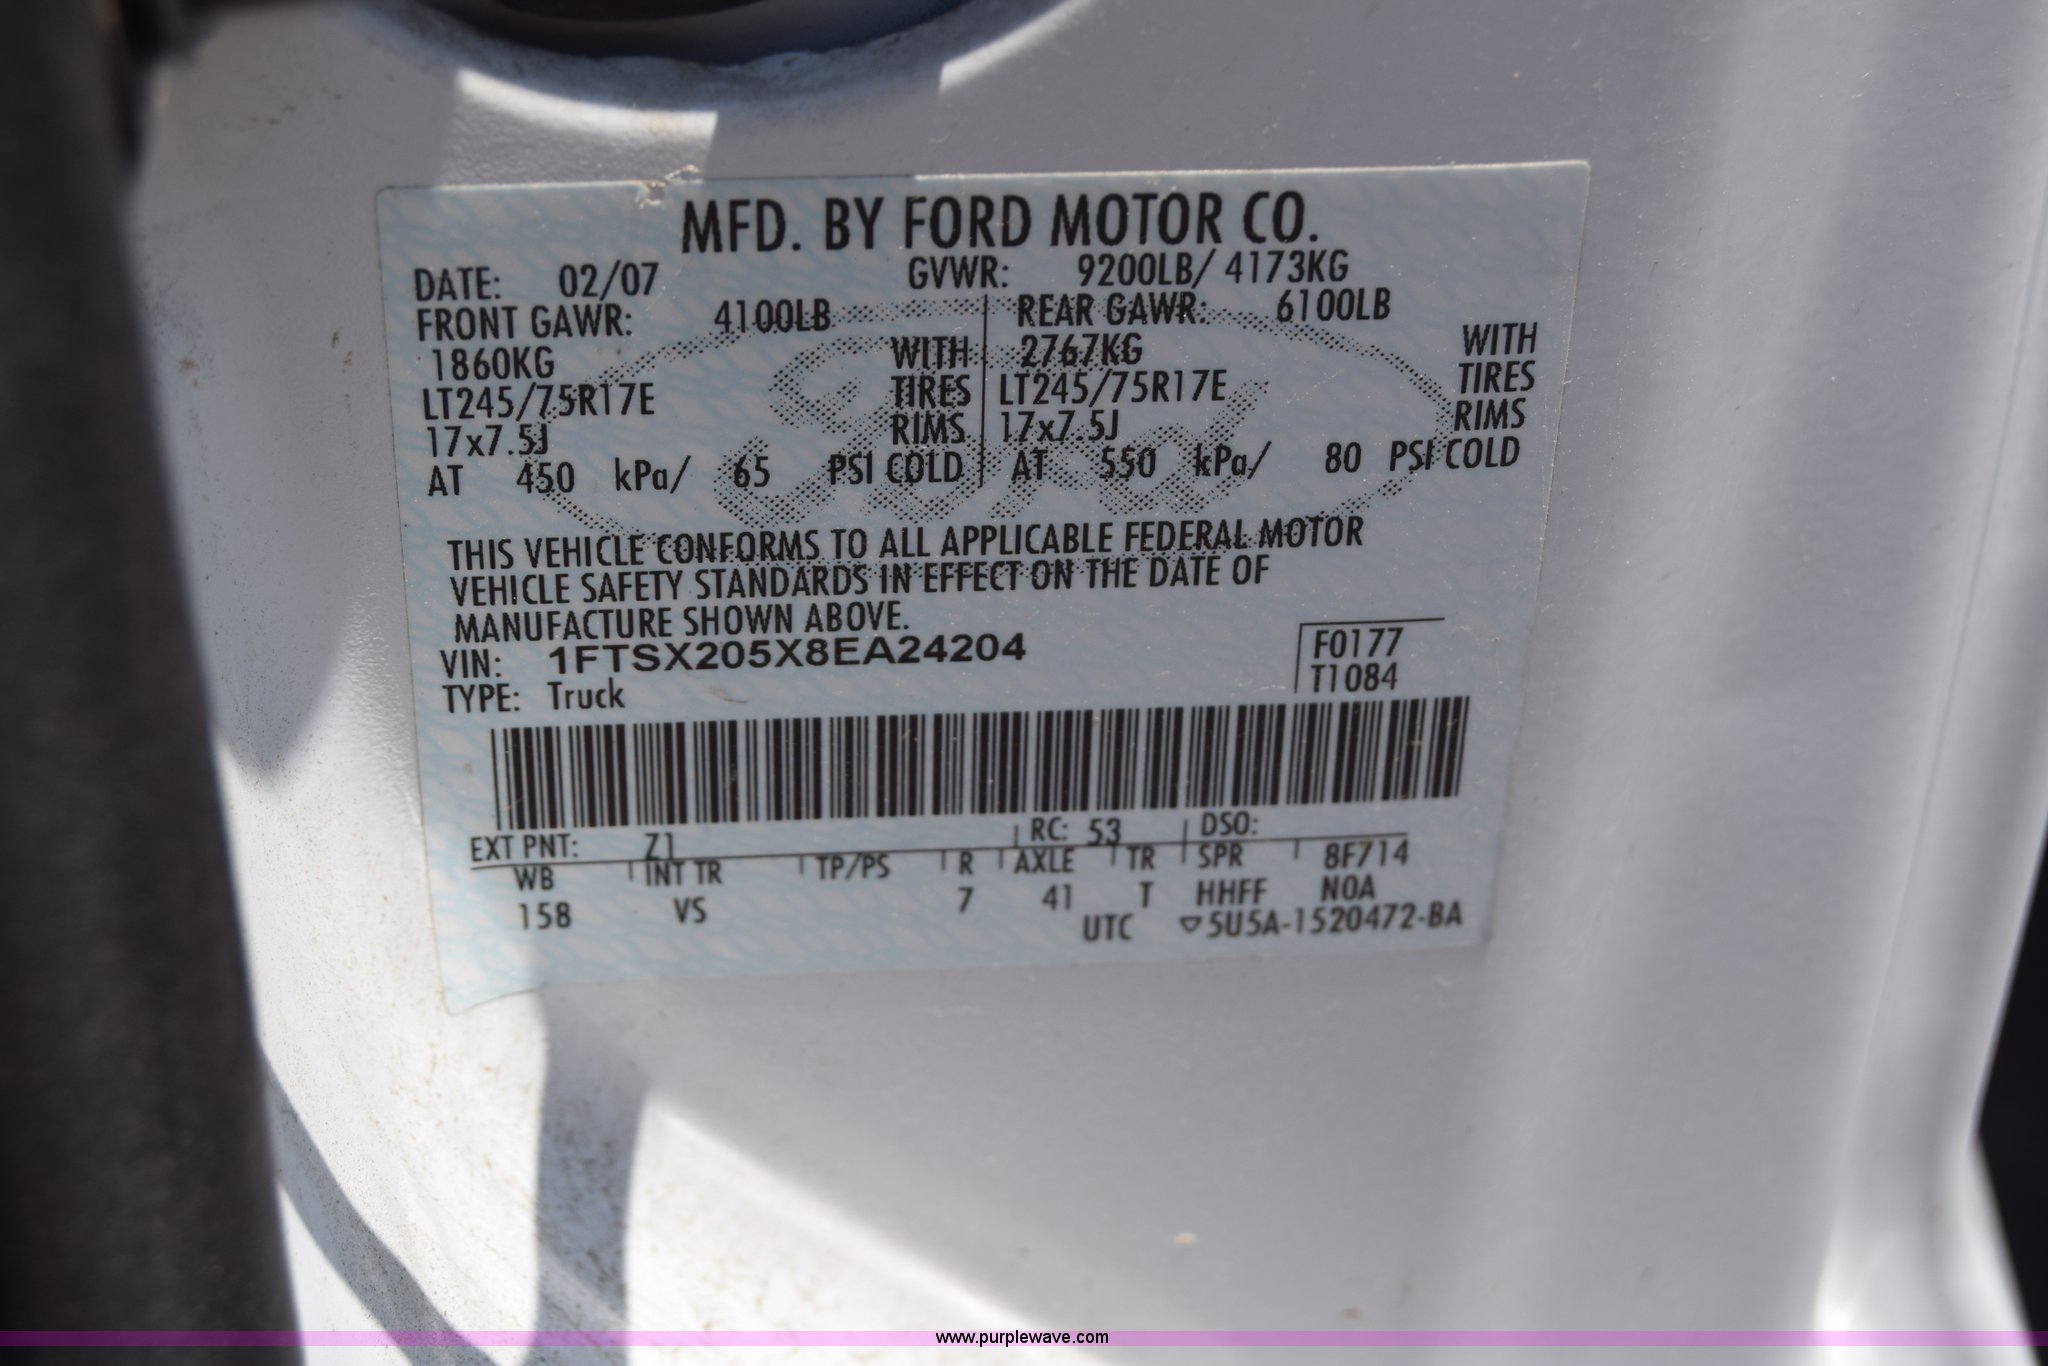 MFD. BY FORD MOTOR CO.
DATE: 02/07 GVWR: 9200LB/ 4173KG
FRONT GAWR: 4100LB REAR GAWR: 6100LB
1860KG WITH 2767KG WITH
LT245/75R17E TIRES LT245/75R17E TIRES
17x7.5J RIMS 17x7.5J RIMS
AT 450 kPa/ 65 PSI COLD AT 550 kPa/ 80 PSI COLD
THIS VEHICLE CONFORMS TO ALL APPLICABLE FEDERAL MOTOR
VEHICLE SAFETY STANDARDS IN EFFECT ON THE DATE OF
MANUFACTURE SHOWN ABOVE.
VIN: 1FTSX205X8EA24204 F0177
TYPE: Truck T1084
EXT PNT: Z1 RC: 53 DSO:
WB INT TR TP/PS R AXLE TR SPR 8F714
158 VS 7 41 T HHFF N0A
UTC ▽5U5A-1520472-BA
www.purplewave.com